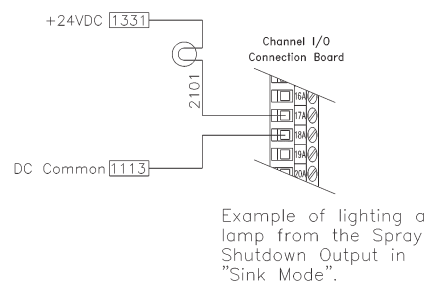 +24VDC 1331
Channel I/O
Connection Board
2101
16A
17A
18A
19A
20A
DC Common 1113
Example of lighting a
lamp from the Spray
Shutdown Output in
"Sink Mode".